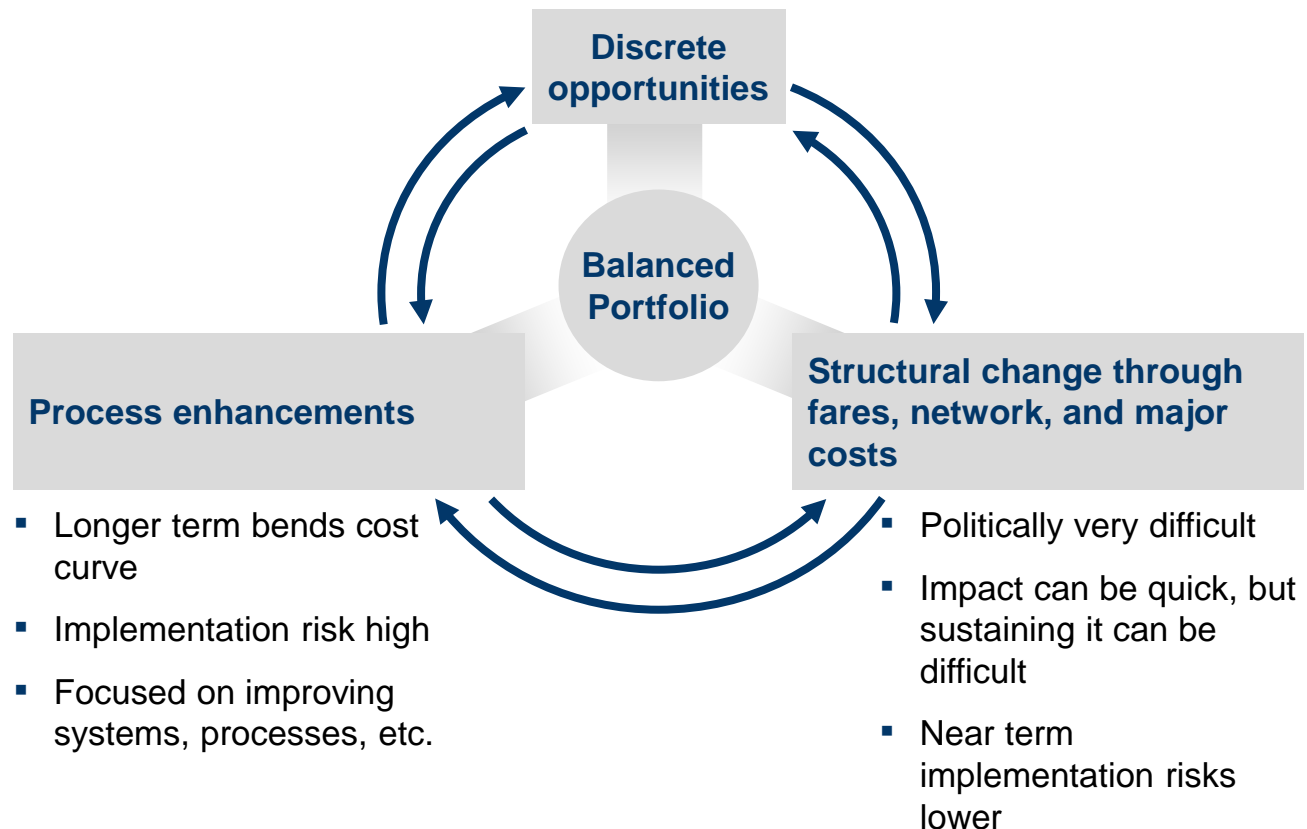 Discrete
opportunities
Balanced
Portfolio
Process enhancements
Structural change through
fares, network, and major
costs
▪ Longer term bends cost
curve
▪ Implementation risk high
▪ Focused on improving
systems, processes, etc.
▪ Politically very difficult
▪ Impact can be quick, but
sustaining it can be
difficult
▪ Near term
implementation risks
lower